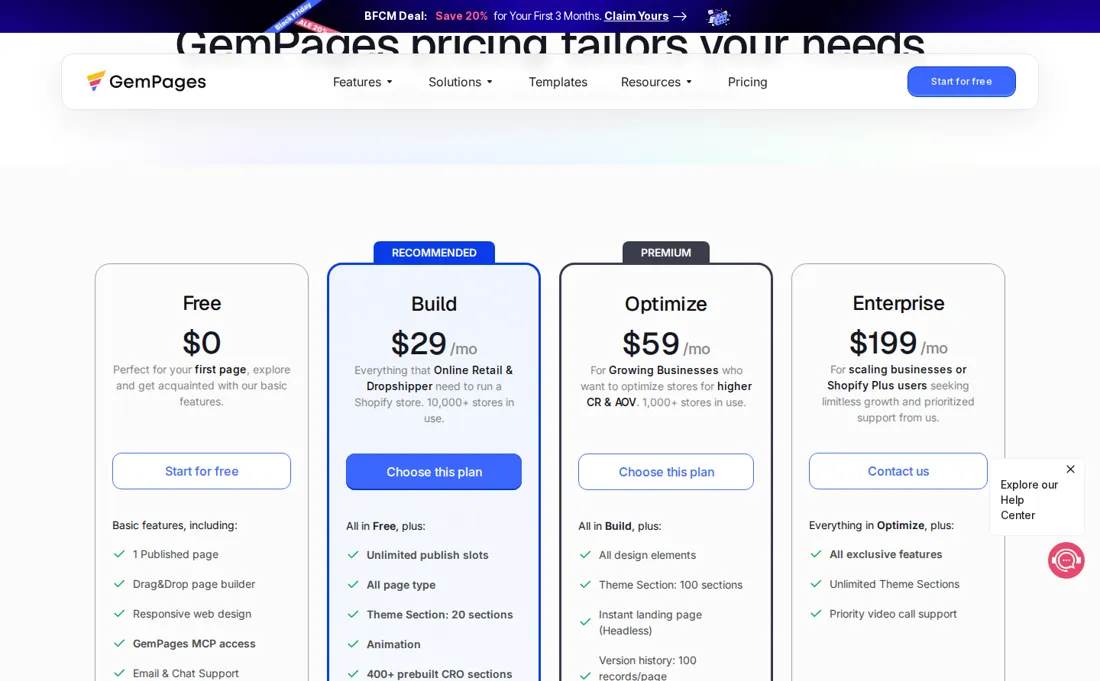 Black Friday
SALE 20%
BFCM Deal: Save 20% for Your First 3 Months. Claim Yours →
GemPages pricing tailors your needs
GemPages
Features
Solutions
Templates
Resources
Pricing
Start for free
RECOMMENDED
PREMIUM
Free
$0
Perfect for your first page, explore
and get acquainted with our basic
features.
Start for free
Basic features, including:
1 Published page
Drag&Drop page builder
Responsive web design
GemPages MCP access
Email & Chat Support
Build
$29 /mo
Everything that Online Retail &
Dropshipper need to run a
Shopify store. 10,000+ stores in
use.
Choose this plan
All in Free, plus:
Unlimited publish slots
All page type
Theme Section: 20 sections
Animation
400+ prebuilt CRO sections
Optimize
$59 /mo
For Growing Businesses who
want to optimize stores for higher
CR & AOV. 1,000+ stores in use.
Choose this plan
All in Build, plus:
All design elements
Theme Section: 100 sections
Instant landing page
(Headless)
Version history: 100
records/page
Enterprise
$199 /mo
For scaling businesses or
Shopify Plus users seeking
limitless growth and prioritized
support from us.
Contact us
Everything in Optimize, plus:
All exclusive features
Unlimited Theme Sections
Priority video call support
Explore our
Help
Center